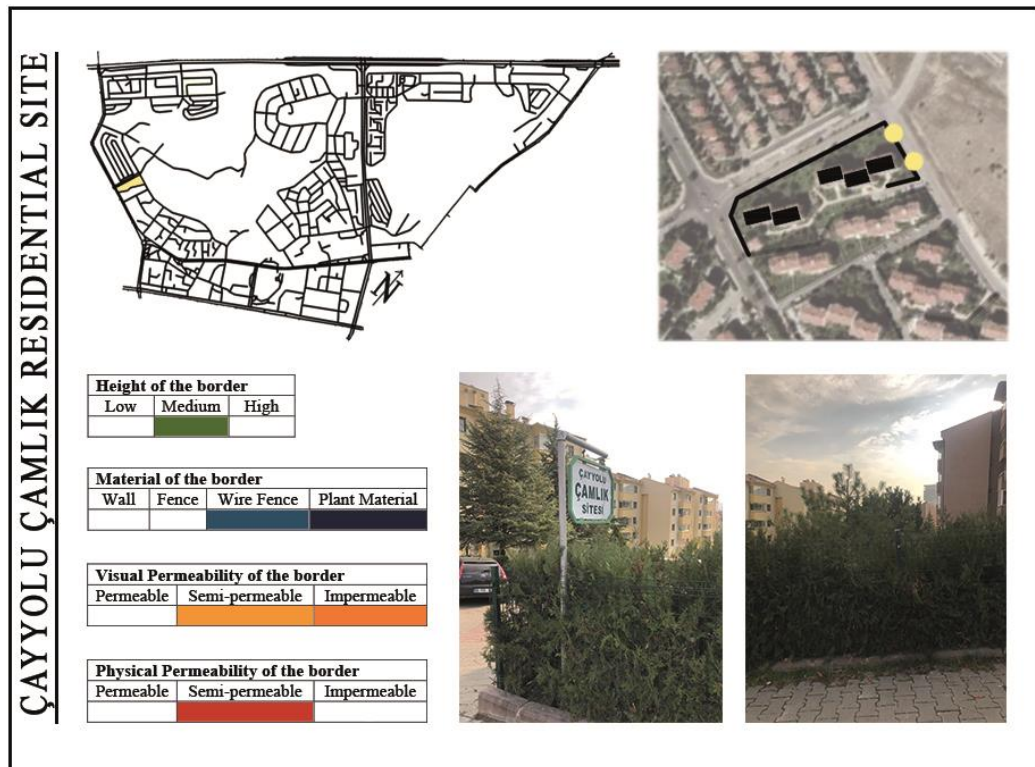 ÇAYYOLU ÇAMLIK RESIDENTIAL SITE
N
Height of the border
Low Medium High
Material of the border
Wall Fence Wire Fence Plant Material
Visual Permeability of the border
Permeable Semi-permeable Impermeable
Physical Permeability of the border
Permeable Semi-permeable Impermeable
ÇAYYOLU
ÇAMLIK
SİTESİ